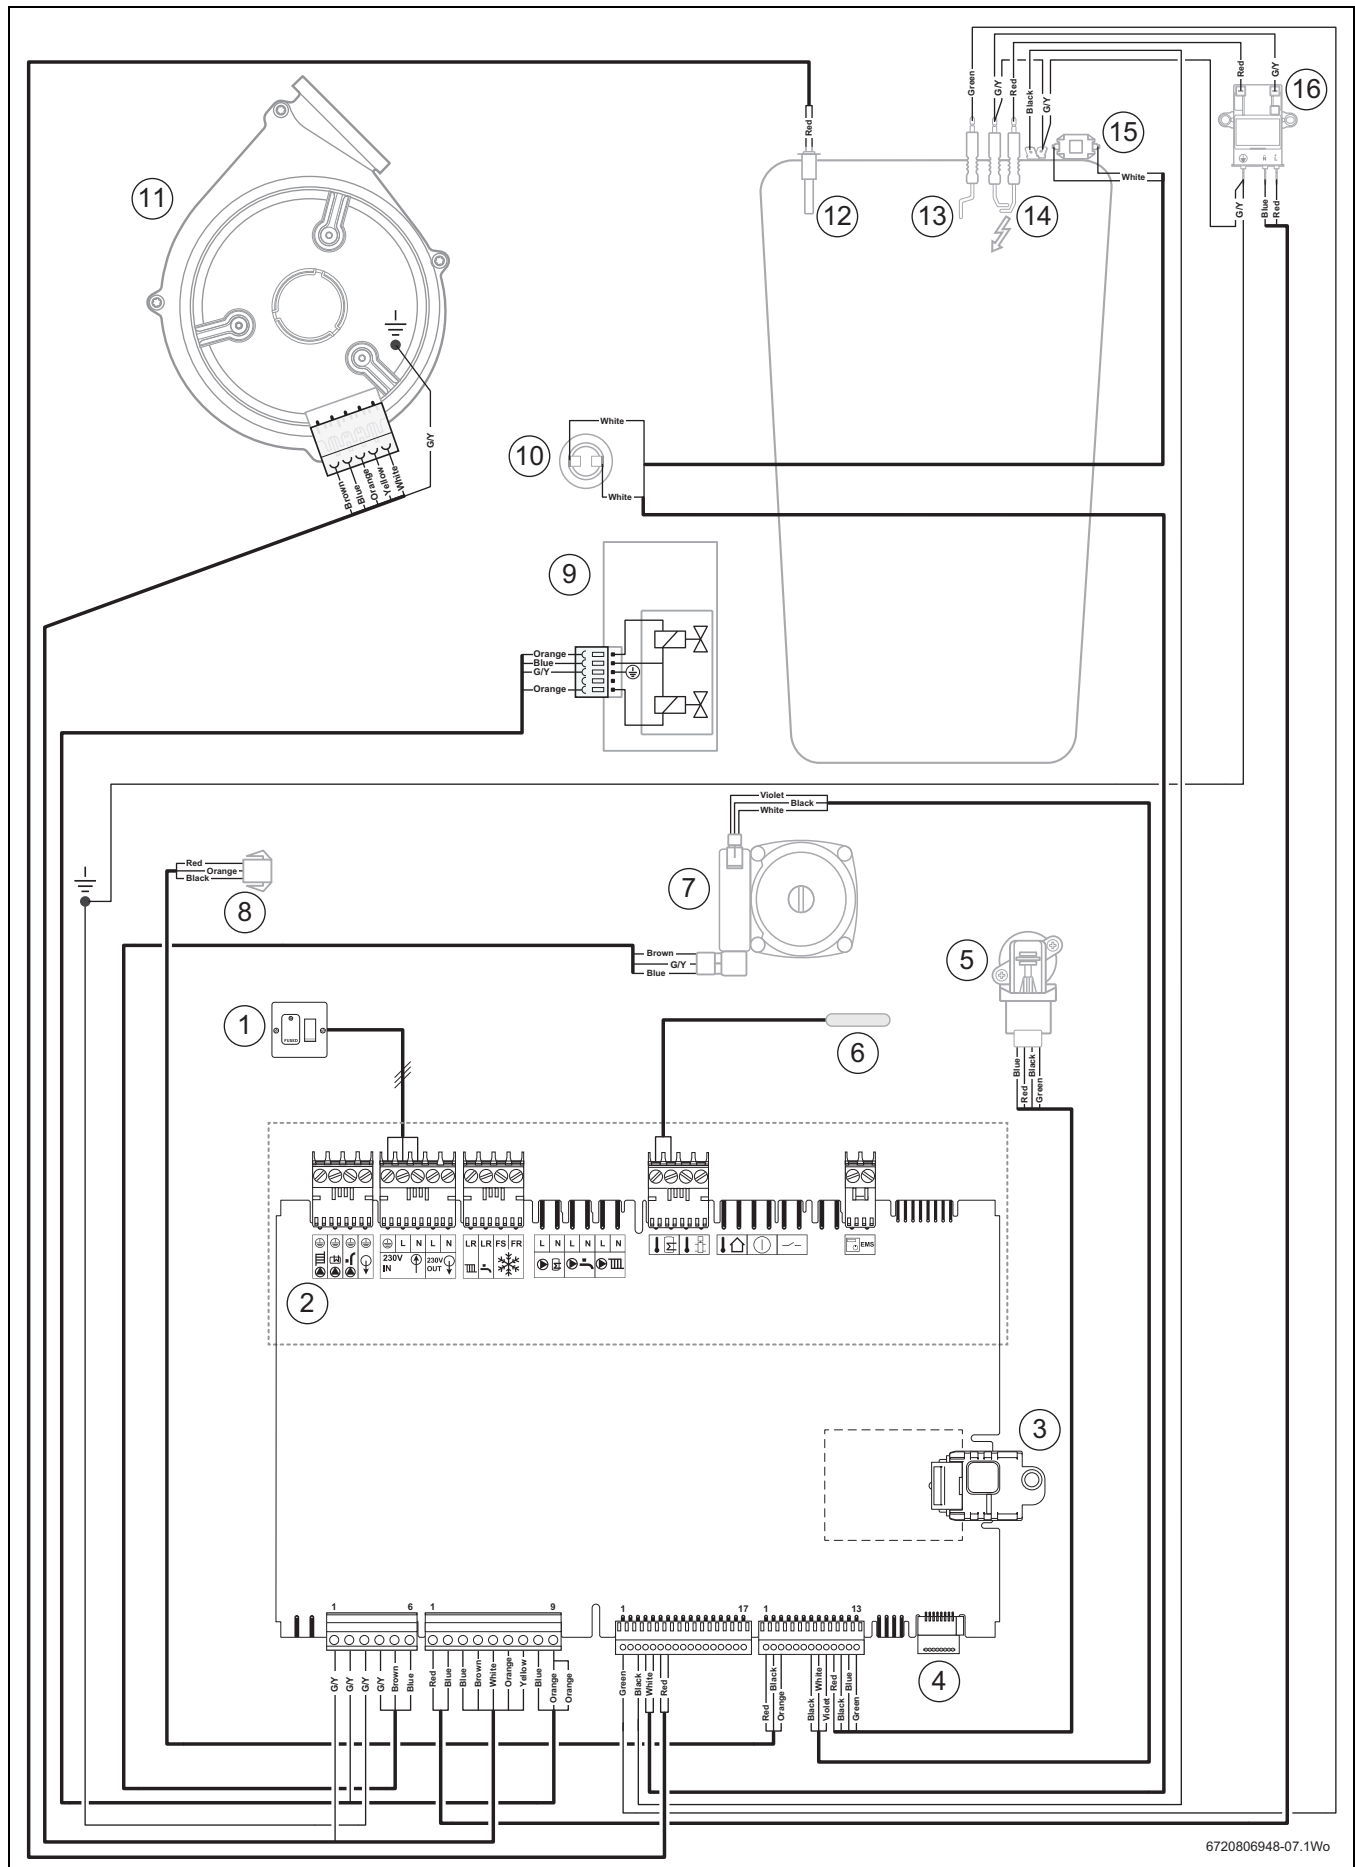 Green
G/Y
Red
Black
G/Y
Red
G/Y
16
15
Red
White
11
12
13
14
G/Y
Blue
Red
White
10
G/Y
White
Brown
Blue
Orange
Yellow
White
9
Orange
Blue
G/Y
Orange
Violet
Black
White
Red
Orange
Black
7
8
5
Brown
G/Y
Blue
1
FUSED
6
Blue
Red
Black
Green
L N L N
230V IN
230V OUT
LR LR FS FR
L N L N L N
EMS
2
3
1 6 1 9 1 17 1 13
G/Y
G/Y
G/Y
G/Y
Brown
Blue
Red
Blue
Blue
Brown
White
Orange
Yellow
Blue
Orange
Orange
Green
Black
White
Red
Red
Black
Orange
Black
White
Violet
Red
Black
Blue
Green
4
6720806948-07.1Wo